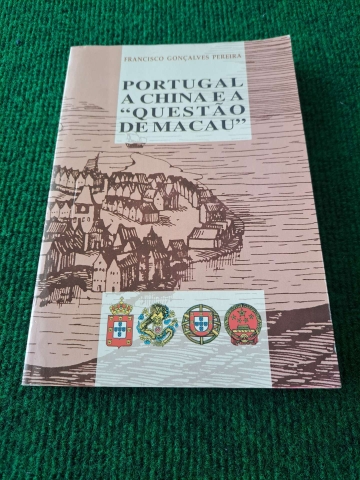 FRANCISCO GONÇALVES PEREIRA
PORTUGAL
A CHINA E A
“QUESTÃO
DE MACAU”